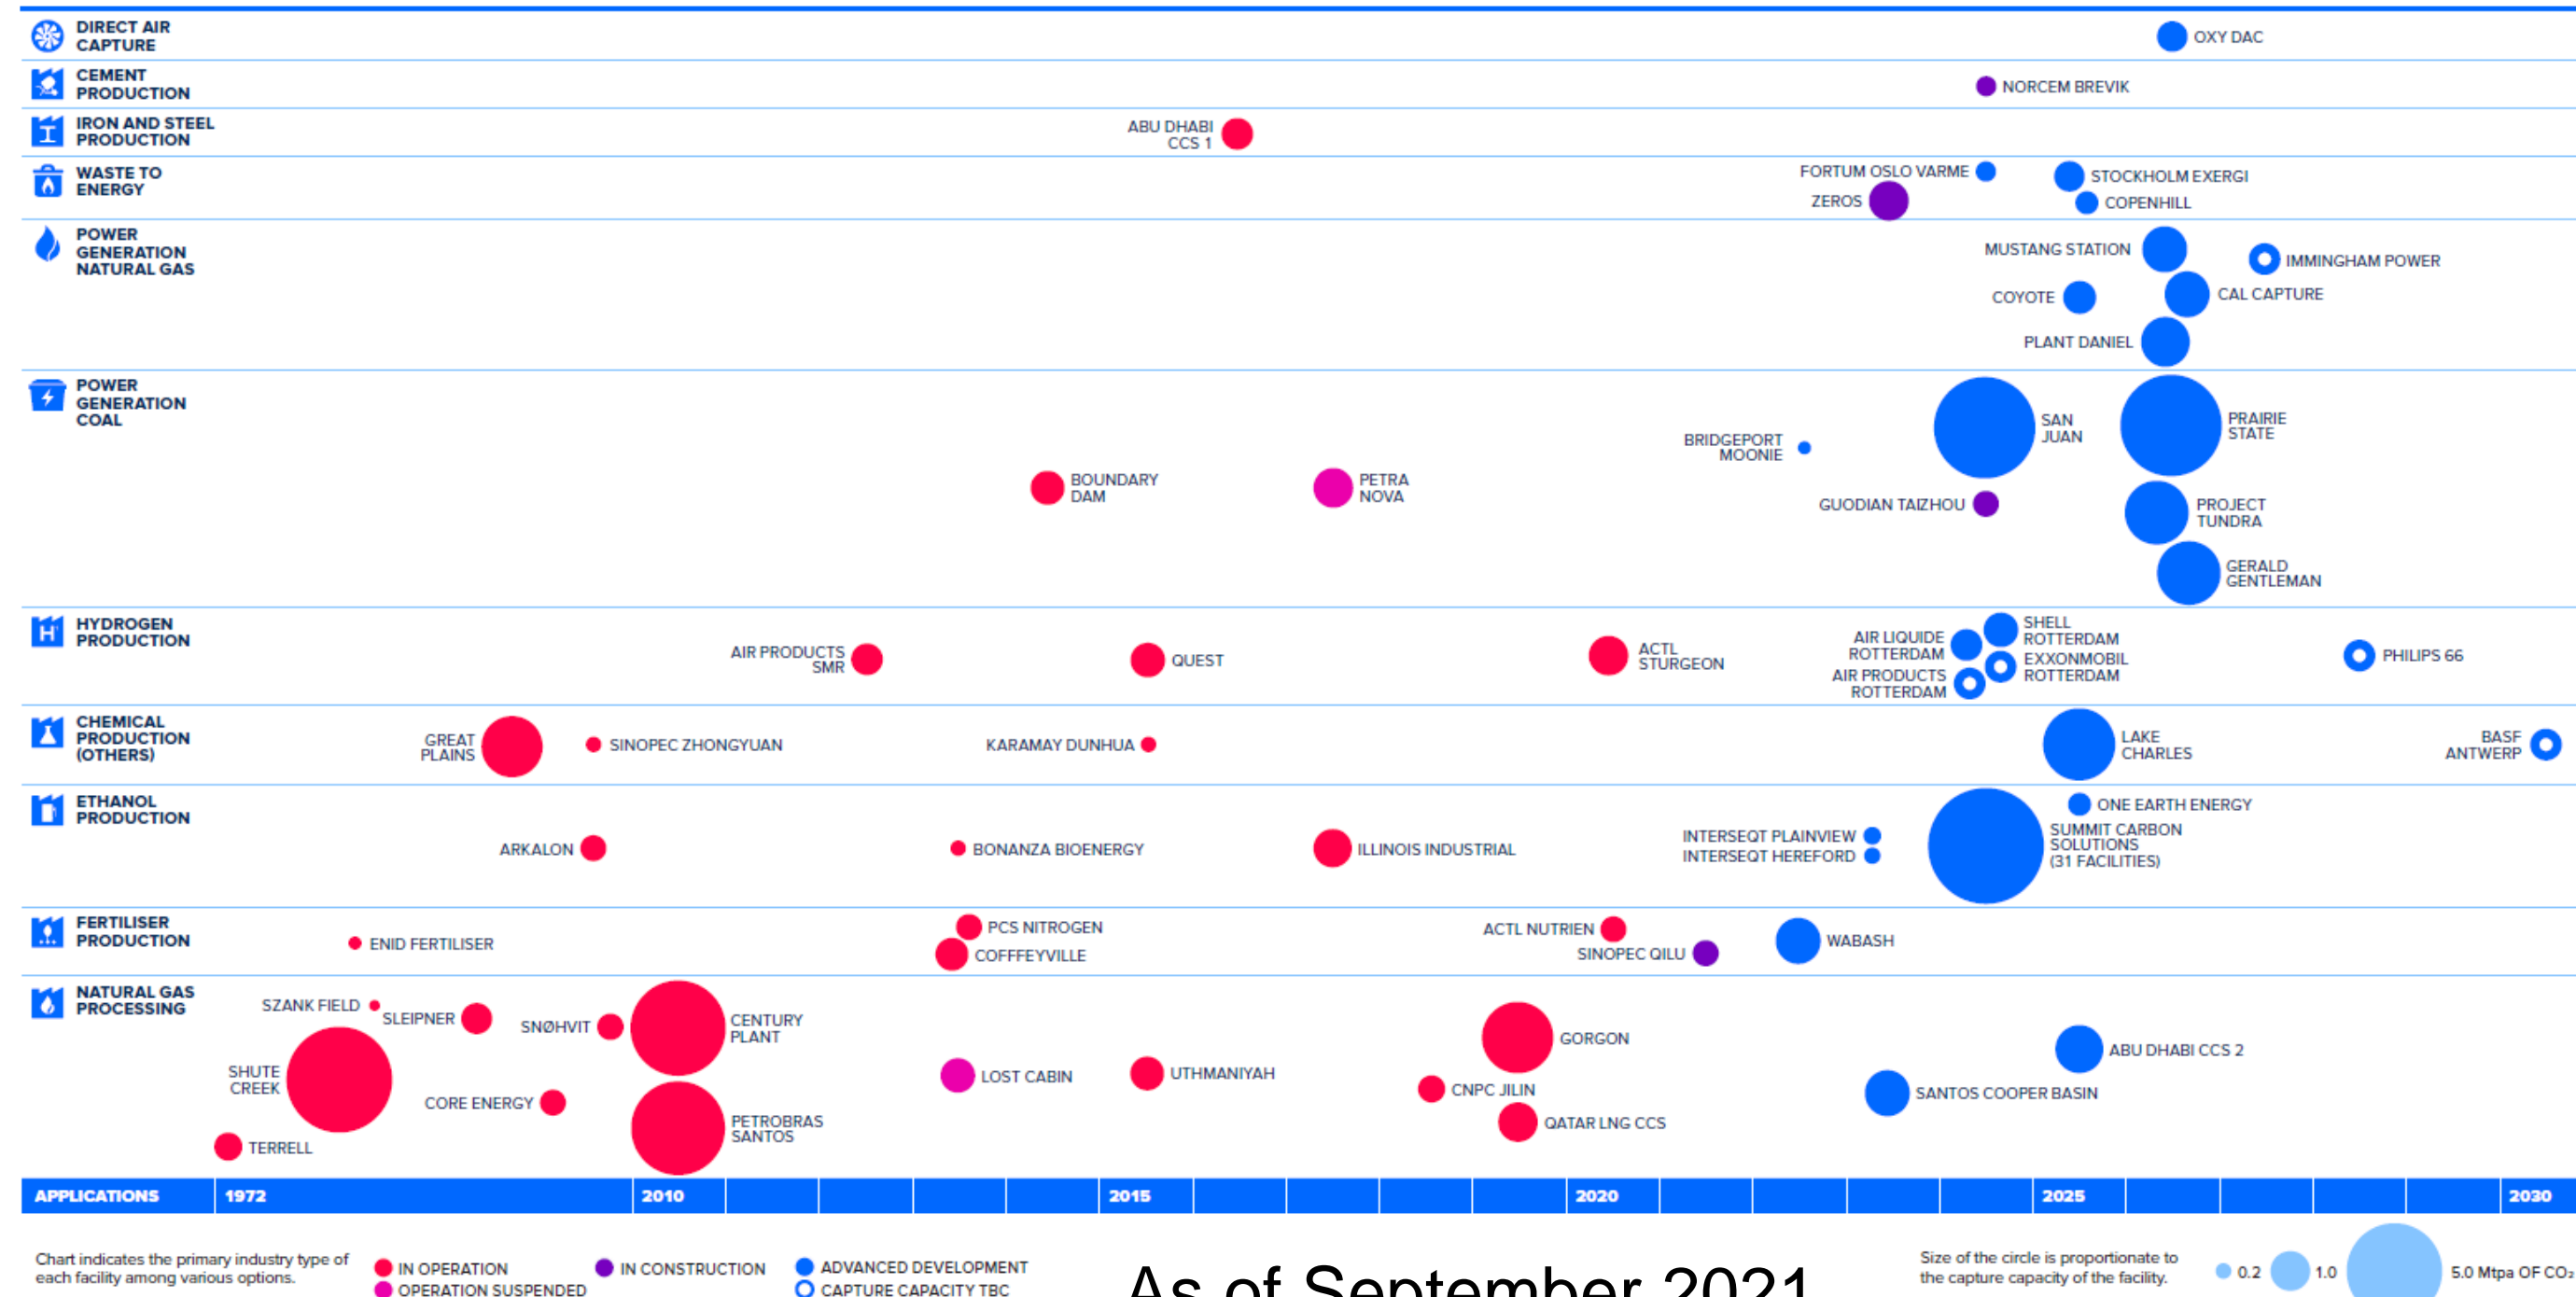 DIRECT AIR
CAPTURE
OXY DAC
CEMENT
PRODUCTION
NORCEM BREVIK
IRON AND STEEL
PRODUCTION
ABU DHABI
CCS 1
WASTE TO
ENERGY
FORTUM OSLO VARME
STOCKHOLM EXERGI
ZEROS
COPENHILL
POWER
GENERATION
NATURAL GAS
MUSTANG STATION
IMMINGHAM POWER
COYOTE
CAL CAPTURE
PLANT DANIEL
POWER
GENERATION
COAL
SAN
JUAN
PRAIRIE
STATE
BRIDGEPORT
MOONIE
BOUNDARY
DAM
PETRA
NOVA
GUODIAN TAIZHOU
PROJECT
TUNDRA
GERALD
GENTLEMAN
HYDROGEN
PRODUCTION
AIR PRODUCTS
SMR
QUEST
ACTL
STURGEON
AIR LIQUIDE
ROTTERDAM
SHELL
ROTTERDAM
AIR PRODUCTS
ROTTERDAM
EXXONMOBIL
ROTTERDAM
PHILIPS 66
CHEMICAL
PRODUCTION
(OTHERS)
GREAT
PLAINS
SINOPEC ZHONGYUAN
KARAMAY DUNHUA
LAKE
CHARLES
BASF
ANTWERP
ETHANOL
PRODUCTION
ARKALON
BONANZA BIOENERGY
ILLINOIS INDUSTRIAL
INTERSEQT PLAINVIEW
INTERSEQT HEREFORD
ONE EARTH ENERGY
SUMMIT CARBON
SOLUTIONS
(31 FACILITIES)
FERTILISER
PRODUCTION
ENID FERTILISER
PCS NITROGEN
COFFFEYVILLE
ACTL NUTRIEN
SINOPEC QILU
WABASH
NATURAL GAS
PROCESSING
SZANK FIELD
SLEIPNER
SNØHVIT
CENTURY
PLANT
SHUTE
CREEK
CORE ENERGY
PETROBRAS
SANTOS
TERRELL
LOST CABIN
UTHMANIYAH
GORGON
CNPC JILIN
QATAR LNG CCS
ABU DHABI CCS 2
SANTOS COOPER BASIN
APPLICATIONS 1972 2010 2015 2020 2025 2030
Chart indicates the primary industry type of
each facility among various options.
IN OPERATION
OPERATION SUSPENDED
IN CONSTRUCTION
ADVANCED DEVELOPMENT
CAPTURE CAPACITY TBC
As of September 2021
Size of the circle is proportionate to
the capture capacity of the facility.
0.2 1.0 5.0 Mtpa OF CO₂